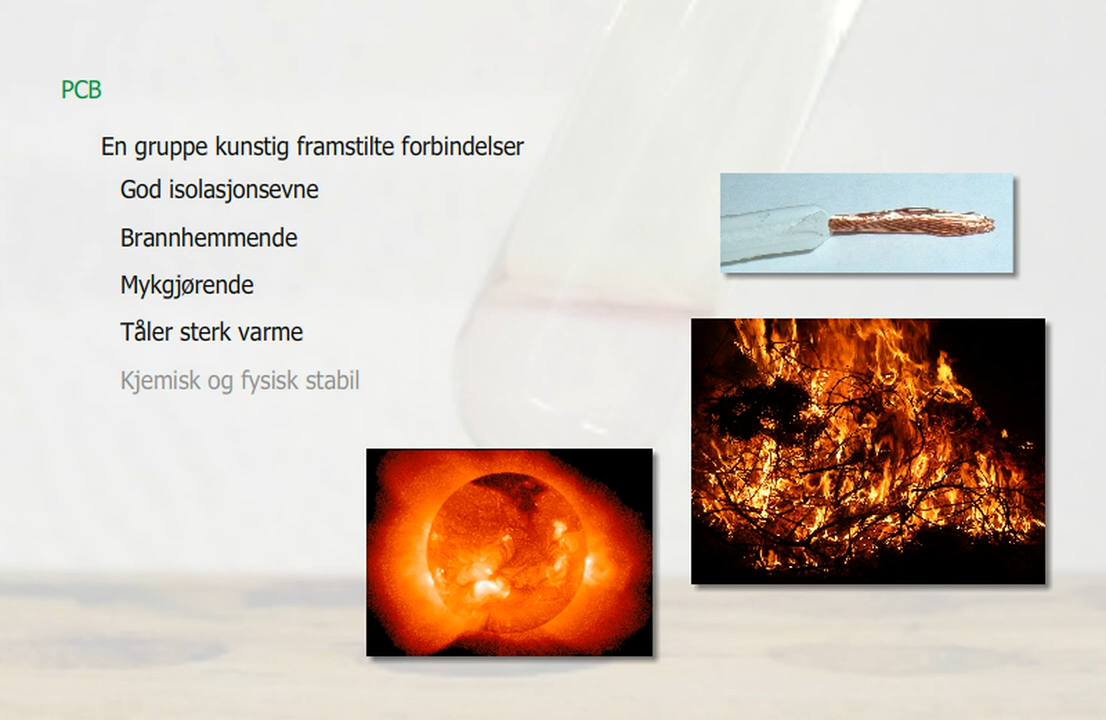 PCB
En gruppe kunstig framstilte forbindelser
God isolasjonsevne
Brannhemmende
Mykgjørende
Tåler sterk varme
Kjemisk og fysisk stabil